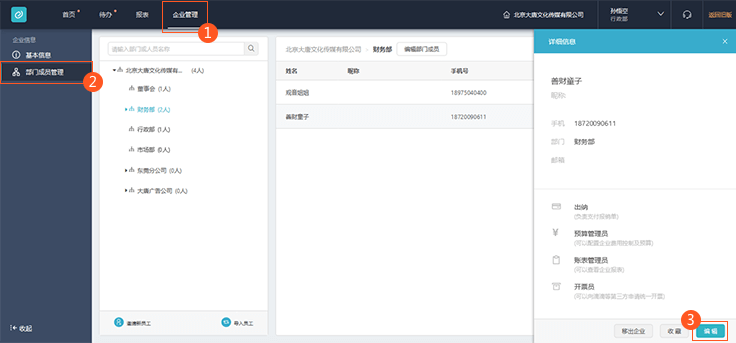 首页 待办 报表 企业管理 北京大唐文化传媒有限公司 孙悟空 返回旧版
行政部
1
企业信息
基本信息
部门成员管理
2
收起
请输入部门或人员名称
北京大唐文化传媒有... (4人)
董事会 (1人)
财务部 (2人)
行政部 (1人)
市场部 (0人)
东莞分公司 (0人)
大唐广告公司 (0人)
邀请新员工 导入员工
北京大唐文化传媒有限公司 财务部 编辑部门成员
姓名 昵称 手机号
观音姐姐 18975040400
善财童子 18720090611
详细信息 ×
善财童子
昵称:
手机 18720090611
部门 财务部
邮箱
出纳
(负责支付报销单)
预算管理员
(可以配置企业费用控制及预算)
账表管理员
(可以查看企业报表)
开票员
(可以向滴滴等第三方申请统一开票)
3
移出企业 收藏 编辑